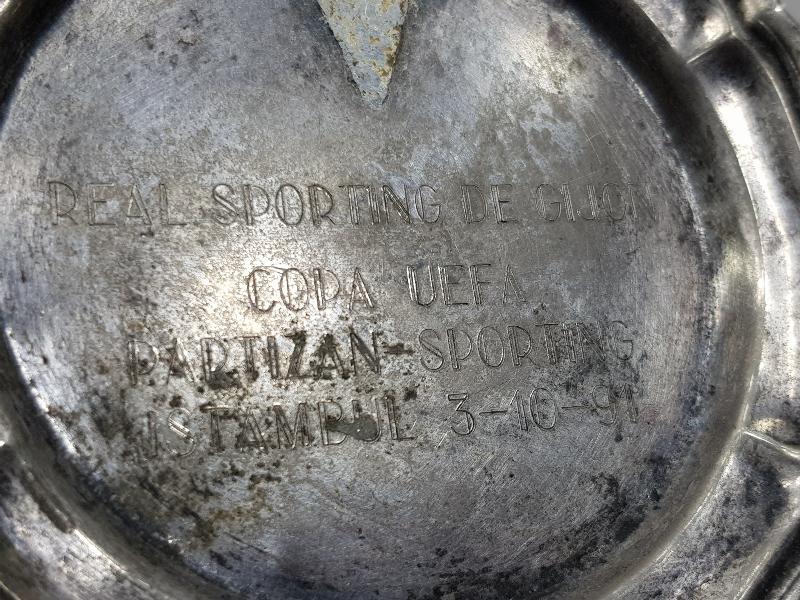 REAL SPORTING DE GIJON
COPA UEFA
PARTIZAN-SPORTING
ISTAMBUL 3-10-91